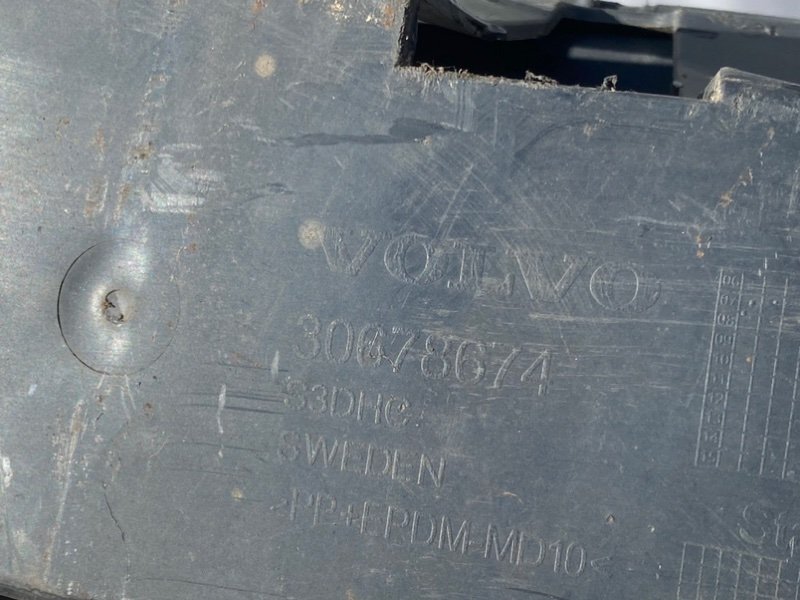 VOLVO
30678674
S3DHC
SWEDEN
>PP+EPDM-MD10<